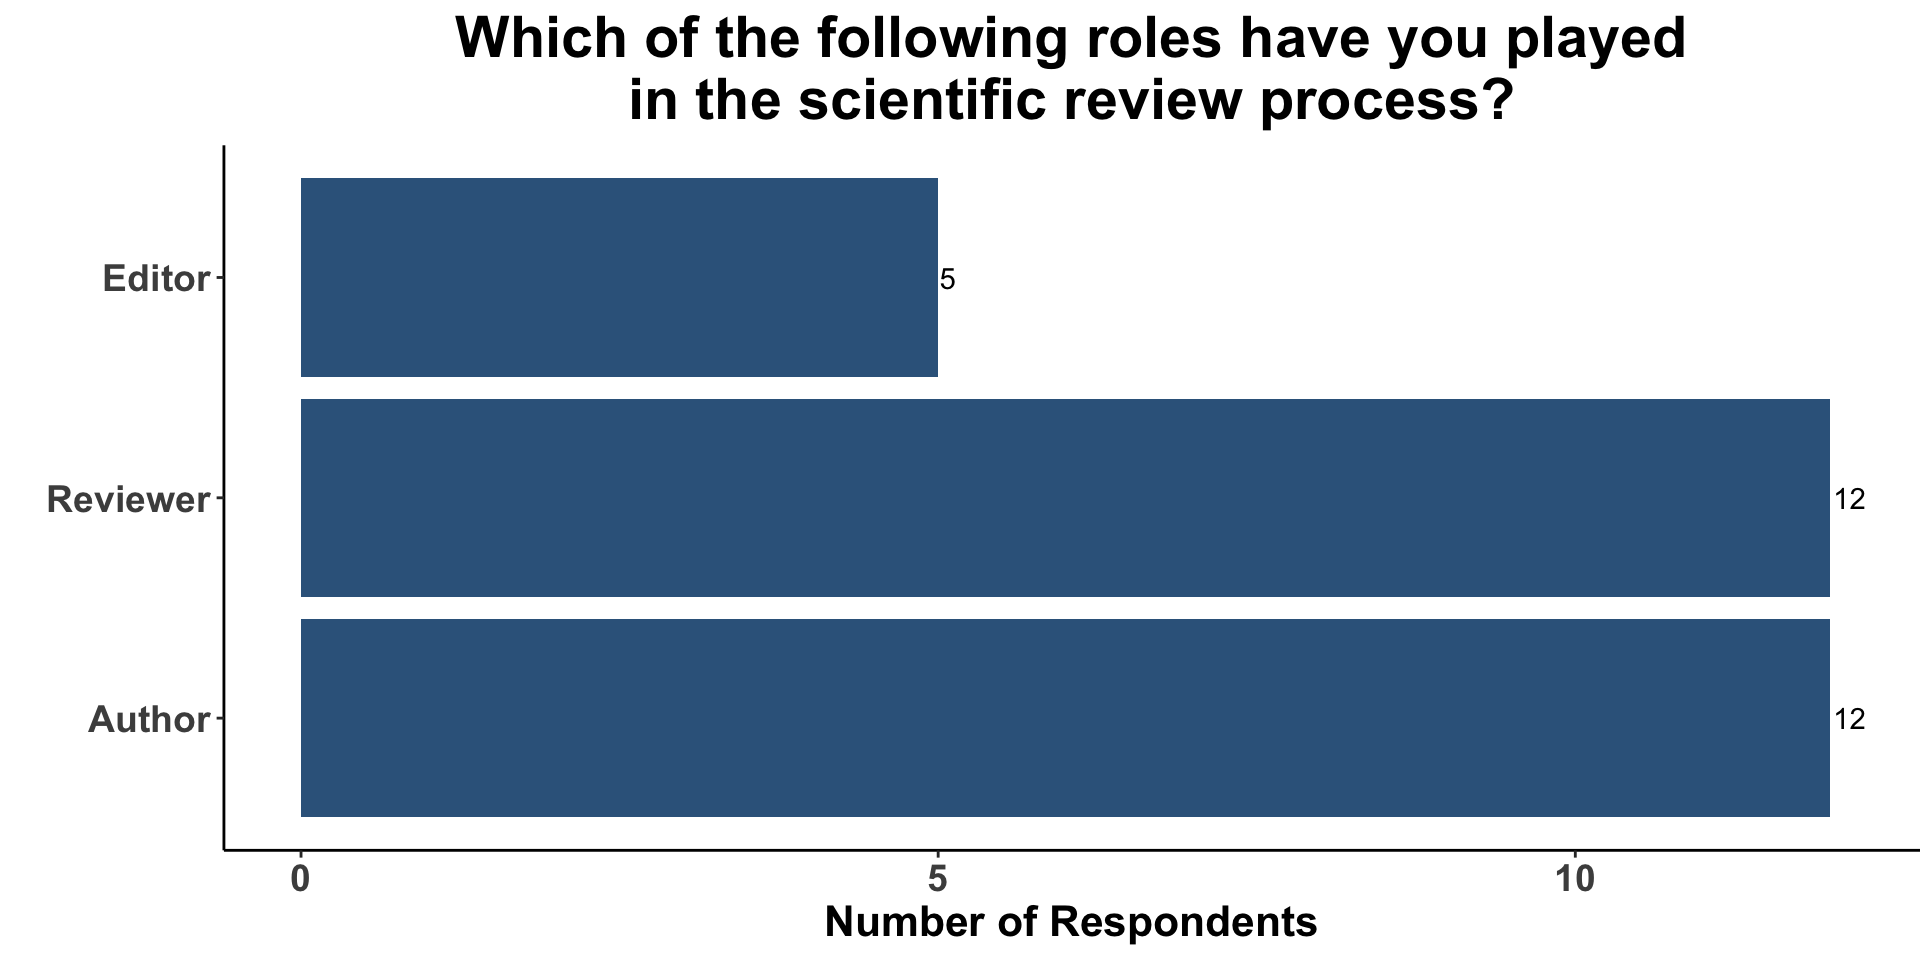 Which of the following roles have you played
in the scientific review process?
Editor
5
Reviewer
12
Author
12
0 5 10
Number of Respondents